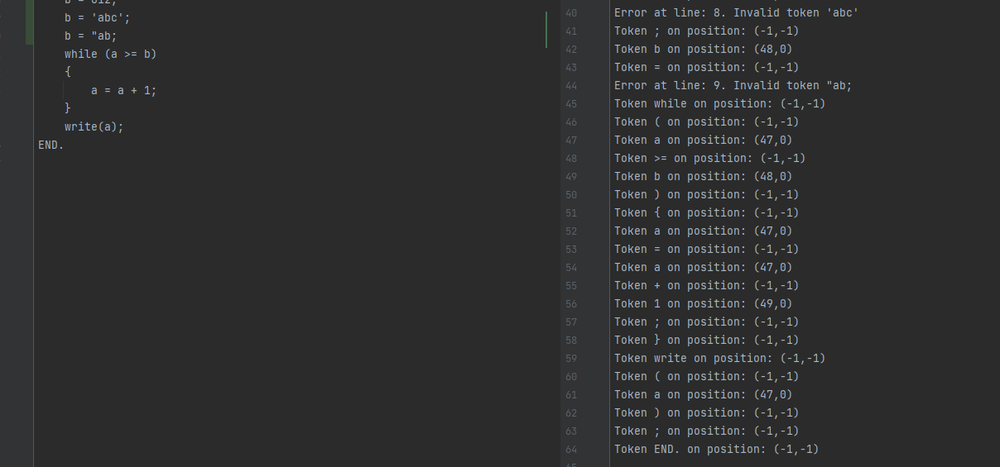 b = 012;
b = 'abc';
b = "ab;
while (a >= b)
{
a = a + 1;
}
write(a);
END.
40 Error at line: 8. Invalid token 'abc'
41 Token ; on position: (-1,-1)
42 Token b on position: (48,0)
43 Token = on position: (-1,-1)
44 Error at line: 9. Invalid token "ab;
45 Token while on position: (-1,-1)
46 Token ( on position: (-1,-1)
47 Token a on position: (47,0)
48 Token >= on position: (-1,-1)
49 Token b on position: (48,0)
50 Token ) on position: (-1,-1)
51 Token { on position: (-1,-1)
52 Token a on position: (47,0)
53 Token = on position: (-1,-1)
54 Token a on position: (47,0)
55 Token + on position: (-1,-1)
56 Token 1 on position: (49,0)
57 Token ; on position: (-1,-1)
58 Token } on position: (-1,-1)
59 Token write on position: (-1,-1)
60 Token ( on position: (-1,-1)
61 Token a on position: (47,0)
62 Token ) on position: (-1,-1)
63 Token ; on position: (-1,-1)
64 Token END. on position: (-1,-1)